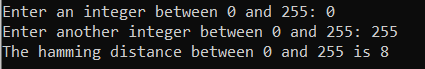 Enter an integer between 0 and 255: 0
Enter another integer between 0 and 255: 255
The hamming distance between 0 and 255 is 8